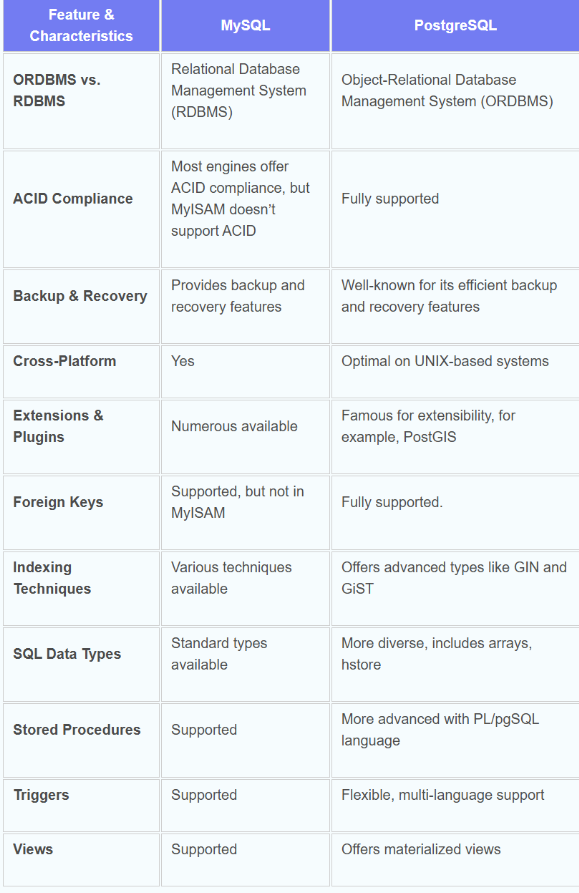 Feature &
Characteristics
MySQL
PostgreSQL
ORDBMS vs.
RDBMS
Relational Database
Management System
(RDBMS)
Object-Relational Database
Management System (ORDBMS)
ACID Compliance
Most engines offer
ACID compliance, but
MyISAM doesn't
support ACID
Fully supported
Backup & Recovery
Provides backup and
recovery features
Well-known for its efficient backup
and recovery features
Cross-Platform
Yes
Optimal on UNIX-based systems
Extensions &
Plugins
Numerous available
Famous for extensibility, for
example, PostGIS
Foreign Keys
Supported, but not in
MyISAM
Fully supported.
Indexing
Techniques
Various techniques
available
Offers advanced types like GIN and
GiST
SQL Data Types
Standard types
available
More diverse, includes arrays,
hstore
Stored Procedures
Supported
More advanced with PL/pgSQL
language
Triggers
Supported
Flexible, multi-language support
Views
Supported
Offers materialized views